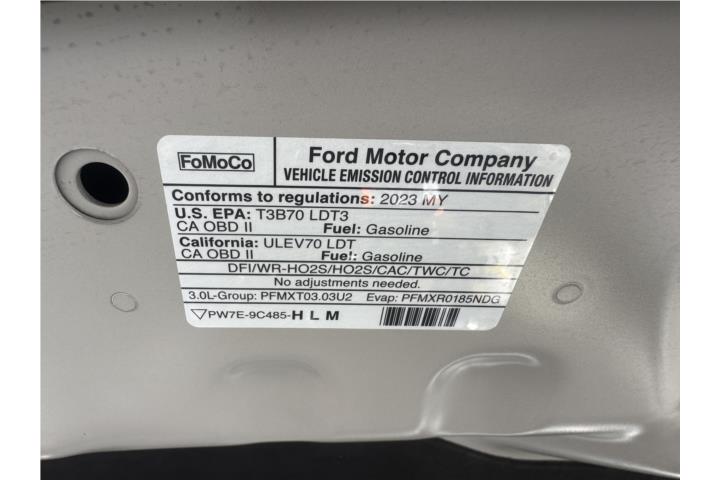 FoMoCo
Ford Motor Company
VEHICLE EMISSION CONTROL INFORMATION
Conforms to regulations: 2023 MY
U.S. EPA: T3B70 LDT3
CA OBD II Fuel: Gasoline
California: ULEV70 LDT
CA OBD II Fuel: Gasoline
DFI/WR-HO2S/HO2S/CAC/TWC/TC
No adjustments needed.
3.0L-Group: PFMXT03.03U2 Evap: PFMXR0185NDG
PW7E-9C485-H L M